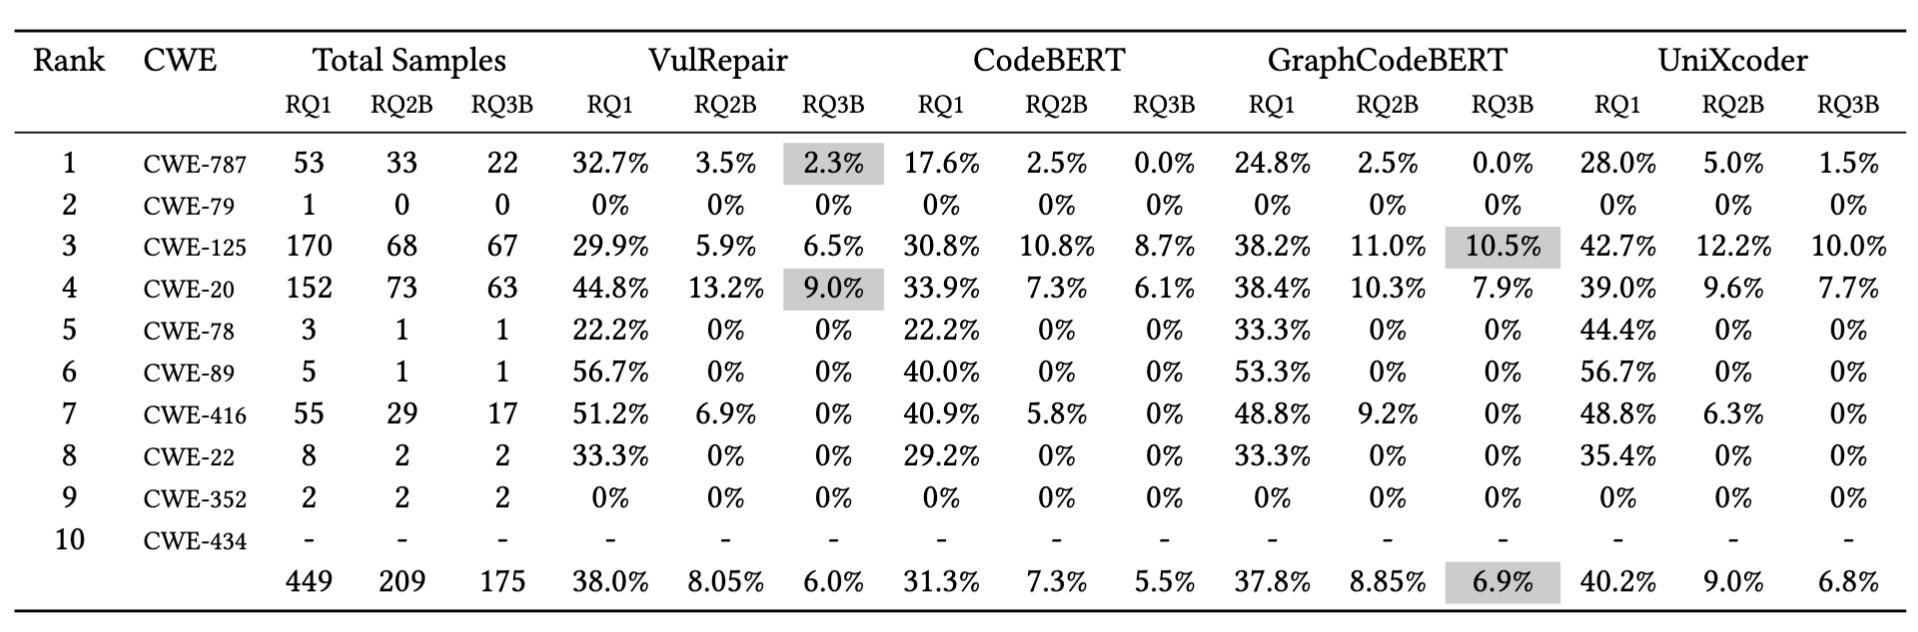 Rank CWE Total Samples VulRepair CodeBERT GraphCodeBERT UniXcoder
RQ1 RQ2B RQ3B RQ1 RQ2B RQ3B RQ1 RQ2B RQ3B RQ1 RQ2B RQ3B RQ1 RQ2B RQ3B
1 CWE-787 53 33 22 32.7% 3.5% 2.3% 17.6% 2.5% 0.0% 24.8% 2.5% 0.0% 28.0% 5.0% 1.5%
2 CWE-79 1 0 0 0% 0% 0% 0% 0% 0% 0% 0% 0% 0% 0% 0%
3 CWE-125 170 68 67 29.9% 5.9% 6.5% 30.8% 10.8% 8.7% 38.2% 11.0% 10.5% 42.7% 12.2% 10.0%
4 CWE-20 152 73 63 44.8% 13.2% 9.0% 33.9% 7.3% 6.1% 38.4% 10.3% 7.9% 39.0% 9.6% 7.7%
5 CWE-78 3 1 1 22.2% 0% 0% 22.2% 0% 0% 33.3% 0% 0% 44.4% 0% 0%
6 CWE-89 5 1 1 56.7% 0% 0% 40.0% 0% 0% 53.3% 0% 0% 56.7% 0% 0%
7 CWE-416 55 29 17 51.2% 6.9% 0% 40.9% 5.8% 0% 48.8% 9.2% 0% 48.8% 6.3% 0%
8 CWE-22 8 2 2 33.3% 0% 0% 29.2% 0% 0% 33.3% 0% 0% 35.4% 0% 0%
9 CWE-352 2 2 2 0% 0% 0% 0% 0% 0% 0% 0% 0% 0% 0% 0%
10 CWE-434 - - - - - - - - - - - - - - -
449 209 175 38.0% 8.05% 6.0% 31.3% 7.3% 5.5% 37.8% 8.85% 6.9% 40.2% 9.0% 6.8%